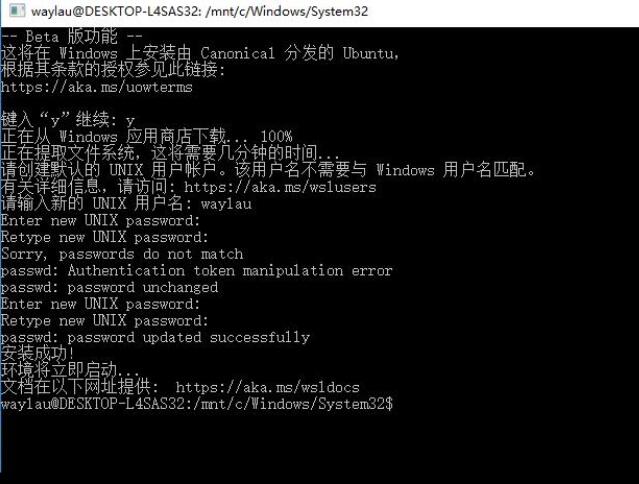 waylau@DESKTOP-L4SAS32: /mnt/c/Windows/System32
-- Beta 版功能 --
这将在 Windows 上安装由 Canonical 分发的 Ubuntu，
根据其条款的授权参见此链接:
https://aka.ms/uowterms
键入“y”继续: y
正在从 Windows 应用商店下载... 100%
正在提取文件系统，这将需要几分钟的时间...
请创建默认的 UNIX 用户帐户。该用户名不需要与 Windows 用户名匹配。
有关详细信息，请访问: https://aka.ms/wslusers
请输入新的 UNIX 用户名: waylau
Enter new UNIX password:
Retype new UNIX password:
Sorry, passwords do not match
passwd: Authentication token manipulation error
passwd: password unchanged
Enter new UNIX password:
Retype new UNIX password:
passwd: password updated successfully
安装成功!
环境将立即启动...
文档在以下网址提供:  https://aka.ms/wsldocs
waylau@DESKTOP-L4SAS32:/mnt/c/Windows/System32$